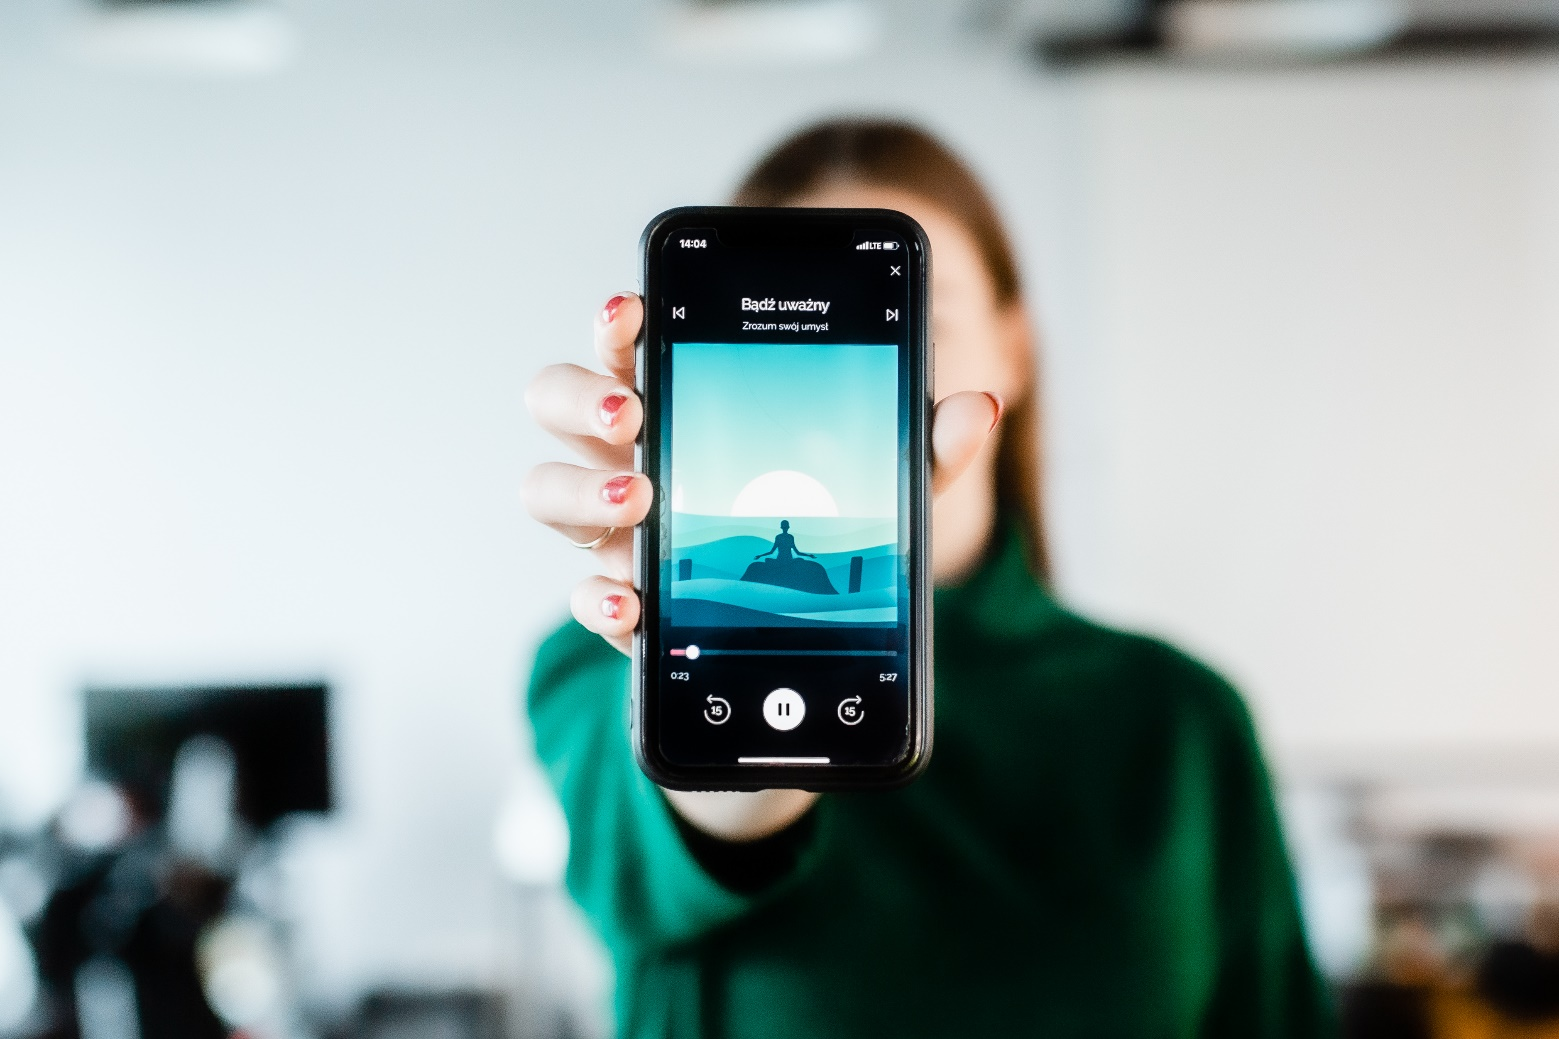 14:04 LTE
Bądź uważny
Zrozum swój umysł
0:23 5:27
15 15